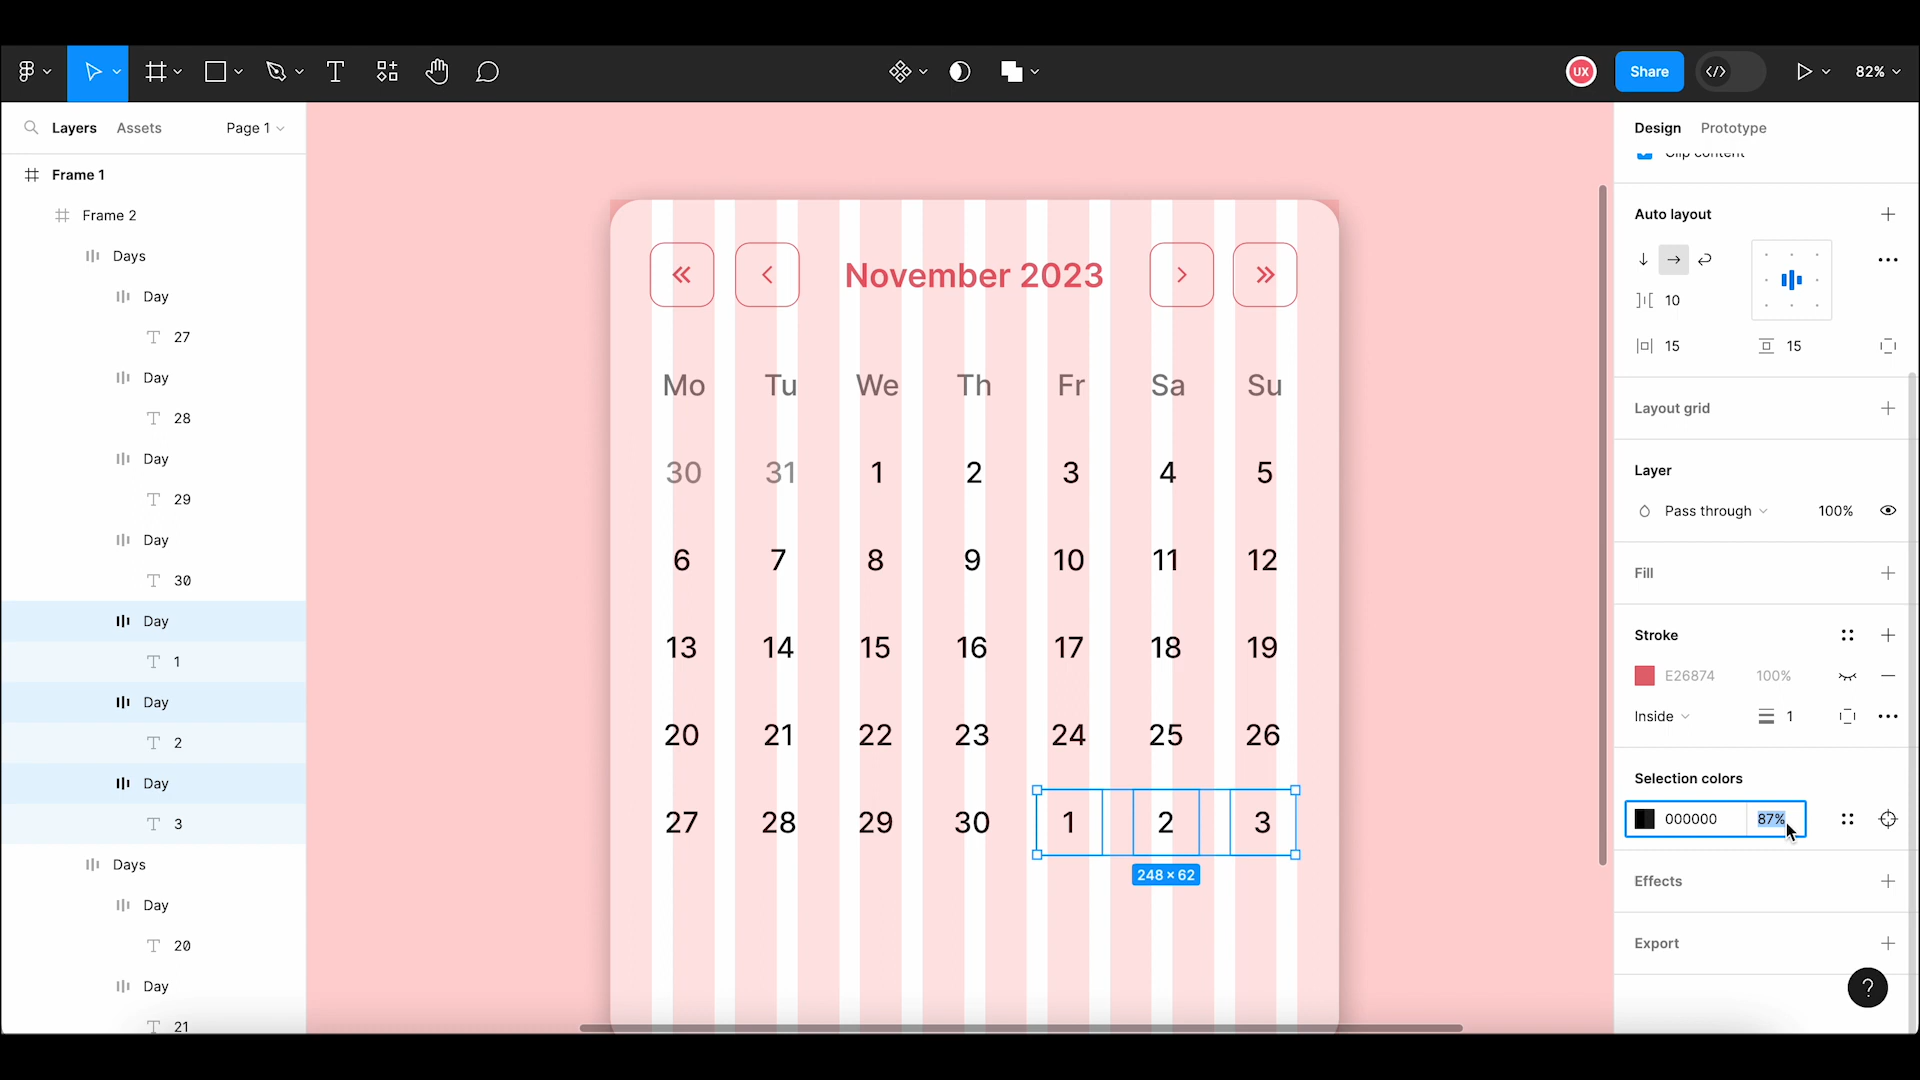 UX
Share
82%
Layers
Assets
Page 1
Frame 1
Frame 2
Days
Day
27
Day
28
Day
29
Day
30
Day
1
Day
2
Day
3
Days
Day
20
Day
21
November 2023
Mo Tu We Th Fr Sa Su
30 31 1 2 3 4 5
6 7 8 9 10 11 12
13 14 15 16 17 18 19
20 21 22 23 24 25 26
27 28 29 30 1 2 3
248 × 62
Design
Prototype
Clip content
Auto layout
10
15
15
Layout grid
Layer
Pass through
100%
Fill
Stroke
E26874
100%
Inside
1
Selection colors
000000
87%
Effects
Export
?